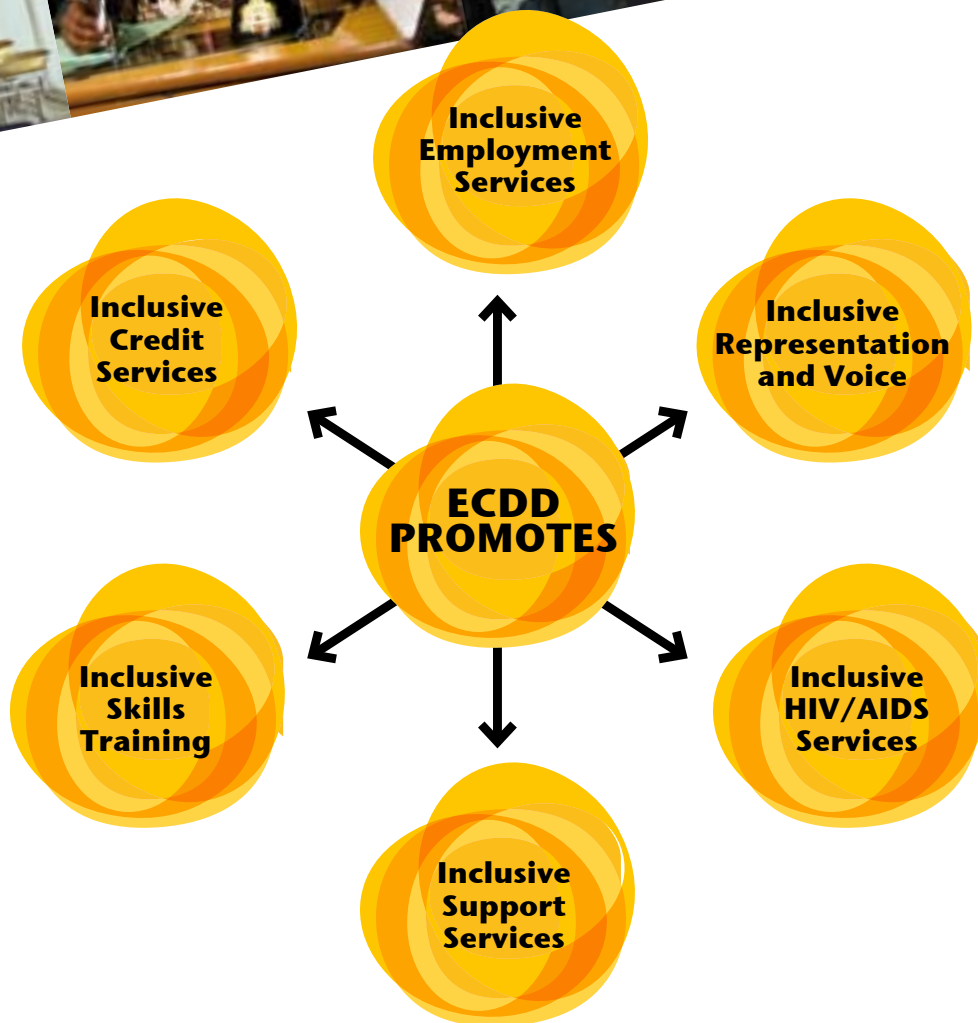 Inclusive
Employment
Services
Inclusive
Credit
Services
Inclusive
Representation
and Voice
ECDD
PROMOTES
Inclusive
Skills
Training
Inclusive
HIV/AIDS
Services
Inclusive
Support
Services